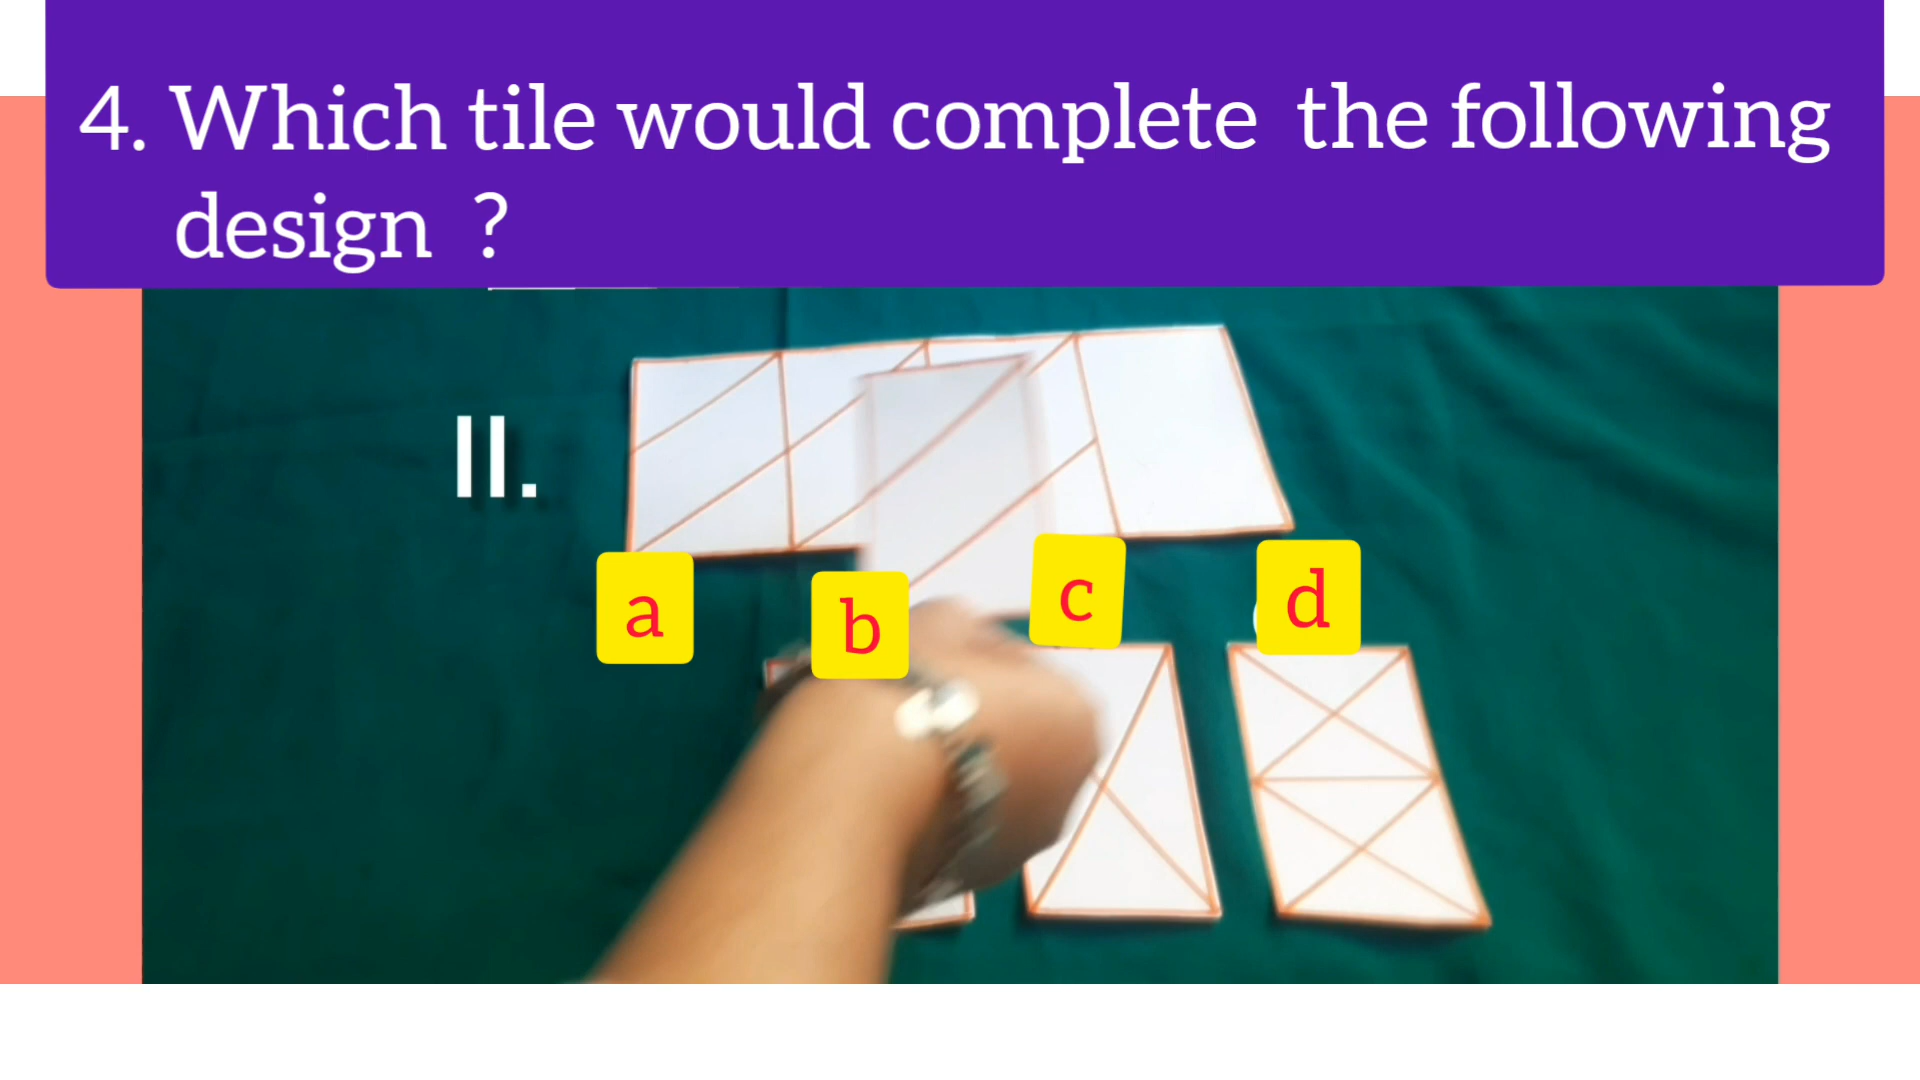 4. Which tile would complete the following
design ?
II.
a
b
c
d